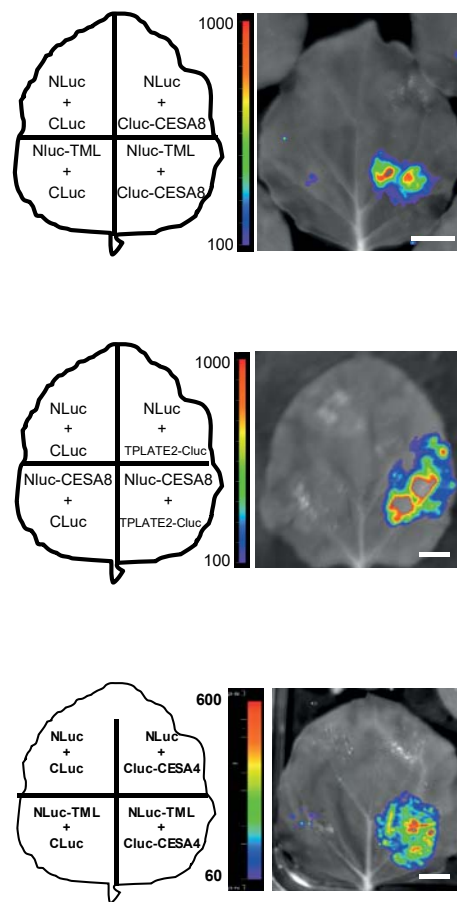 1000
NLuc
+
CLuc
NLuc
+
Cluc-CESA8
Nluc-TML
+
CLuc
Nluc-TML
+
Cluc-CESA8
100
1000
NLuc
+
CLuc
NLuc
+
TPLATE2-Cluc
Nluc-CESA8
+
CLuc
Nluc-CESA8
+
TPLATE2-Cluc
100
600
NLuc
+
CLuc
NLuc
+
Cluc-CESA4
NLuc-TML
+
CLuc
NLuc-TML
+
Cluc-CESA4
60